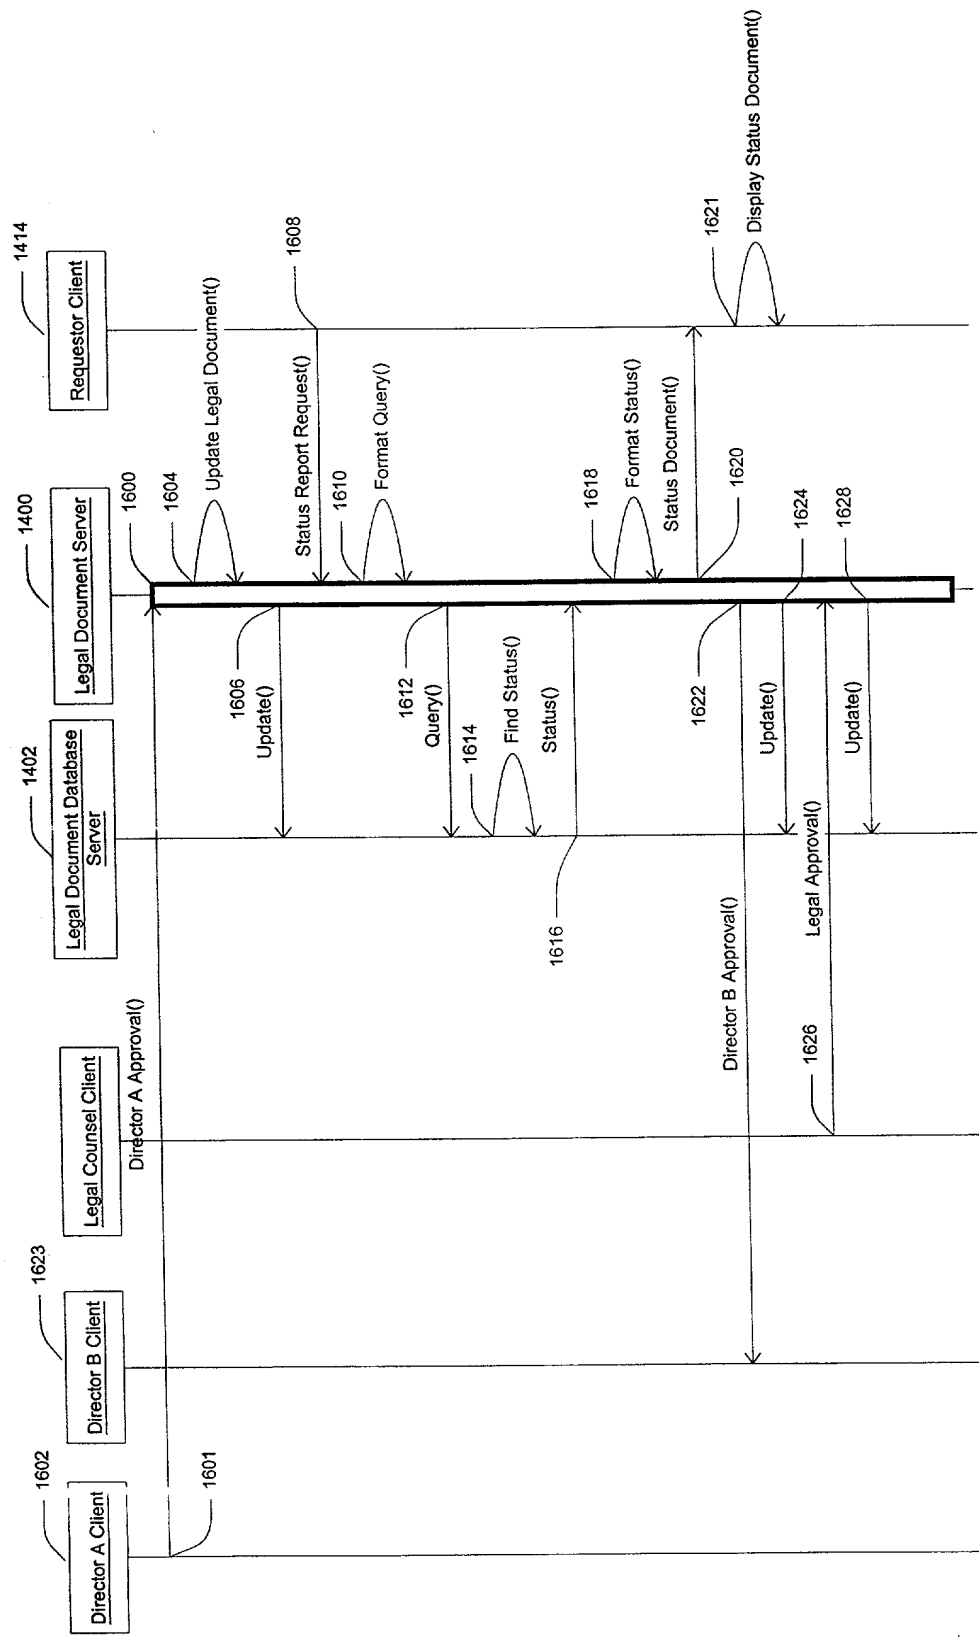 1602
Director A Client
1623
Director B Client
Legal Counsel Client
1402
Legal Document Database
Server
1400
Legal Document Server
1414
Requestor Client
1601
Director A Approval()
1600
1604
Update Legal Document()
1606
Update()
1608
Status Report Request()
1610
Format Query()
1612
Query()
1614
Find Status()
1616
Status()
1618
Format Status()
Status Document()
1620
1621
Display Status Document()
1622
Director B Approval()
1624
Update()
1626
Legal Approval()
1628
Update()